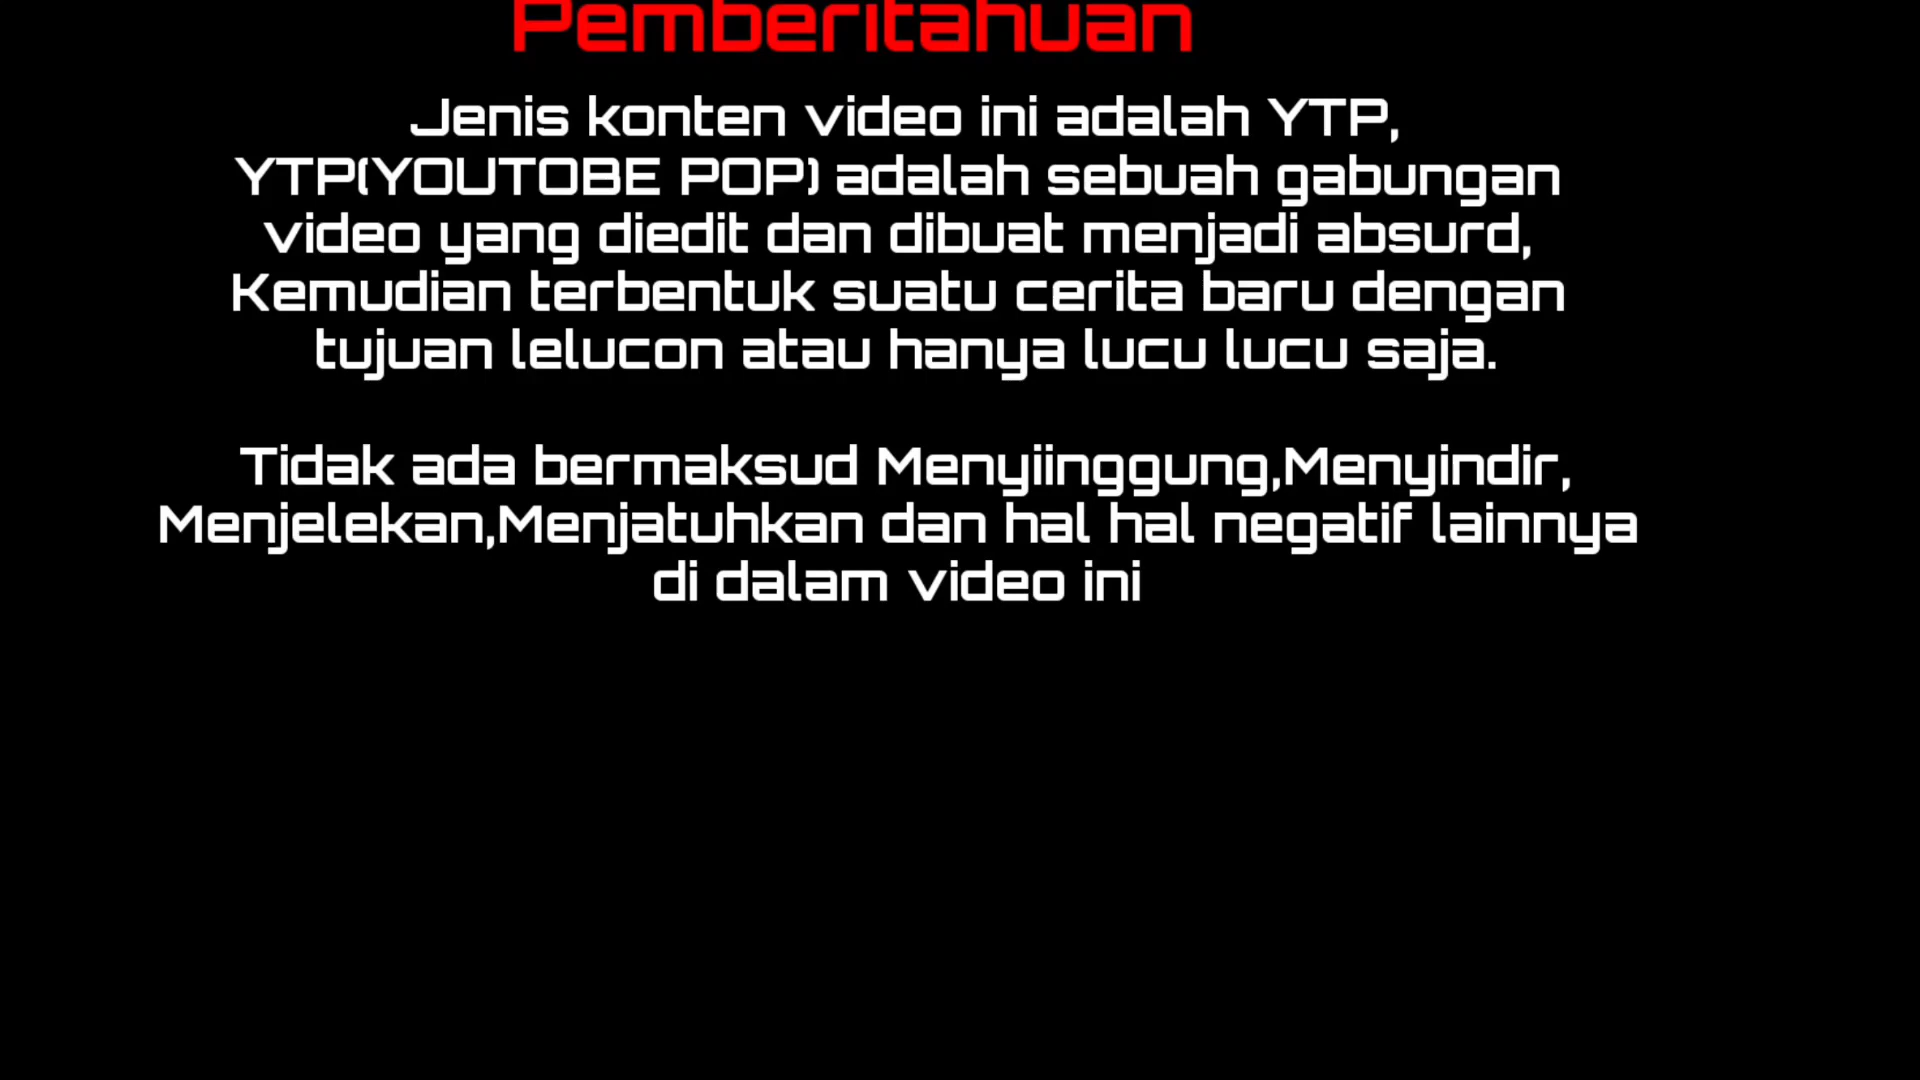 Pemberitahuan
Jenis konten video ini adalah YTP,
YTP(YOUTOBE POP) adalah sebuah gabungan
video yang diedit dan dibuat menjadi absurd,
Kemudian terbentuk suatu cerita baru dengan
tujuan lelucon atau hanya lucu lucu saja.
Tidak ada bermaksud Menyiinggung,Menyindir,
Menjelekan,Menjatuhkan dan hal hal negatif lainnya
di dalam video ini